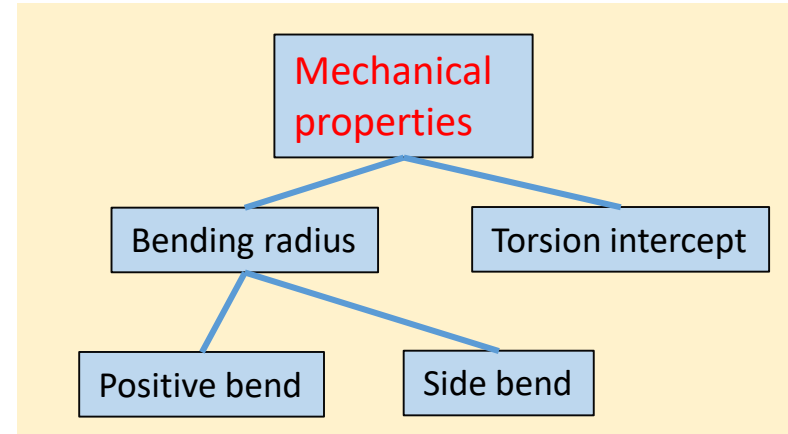 Mechanical
properties
Bending radius
Torsion intercept
Positive bend
Side bend